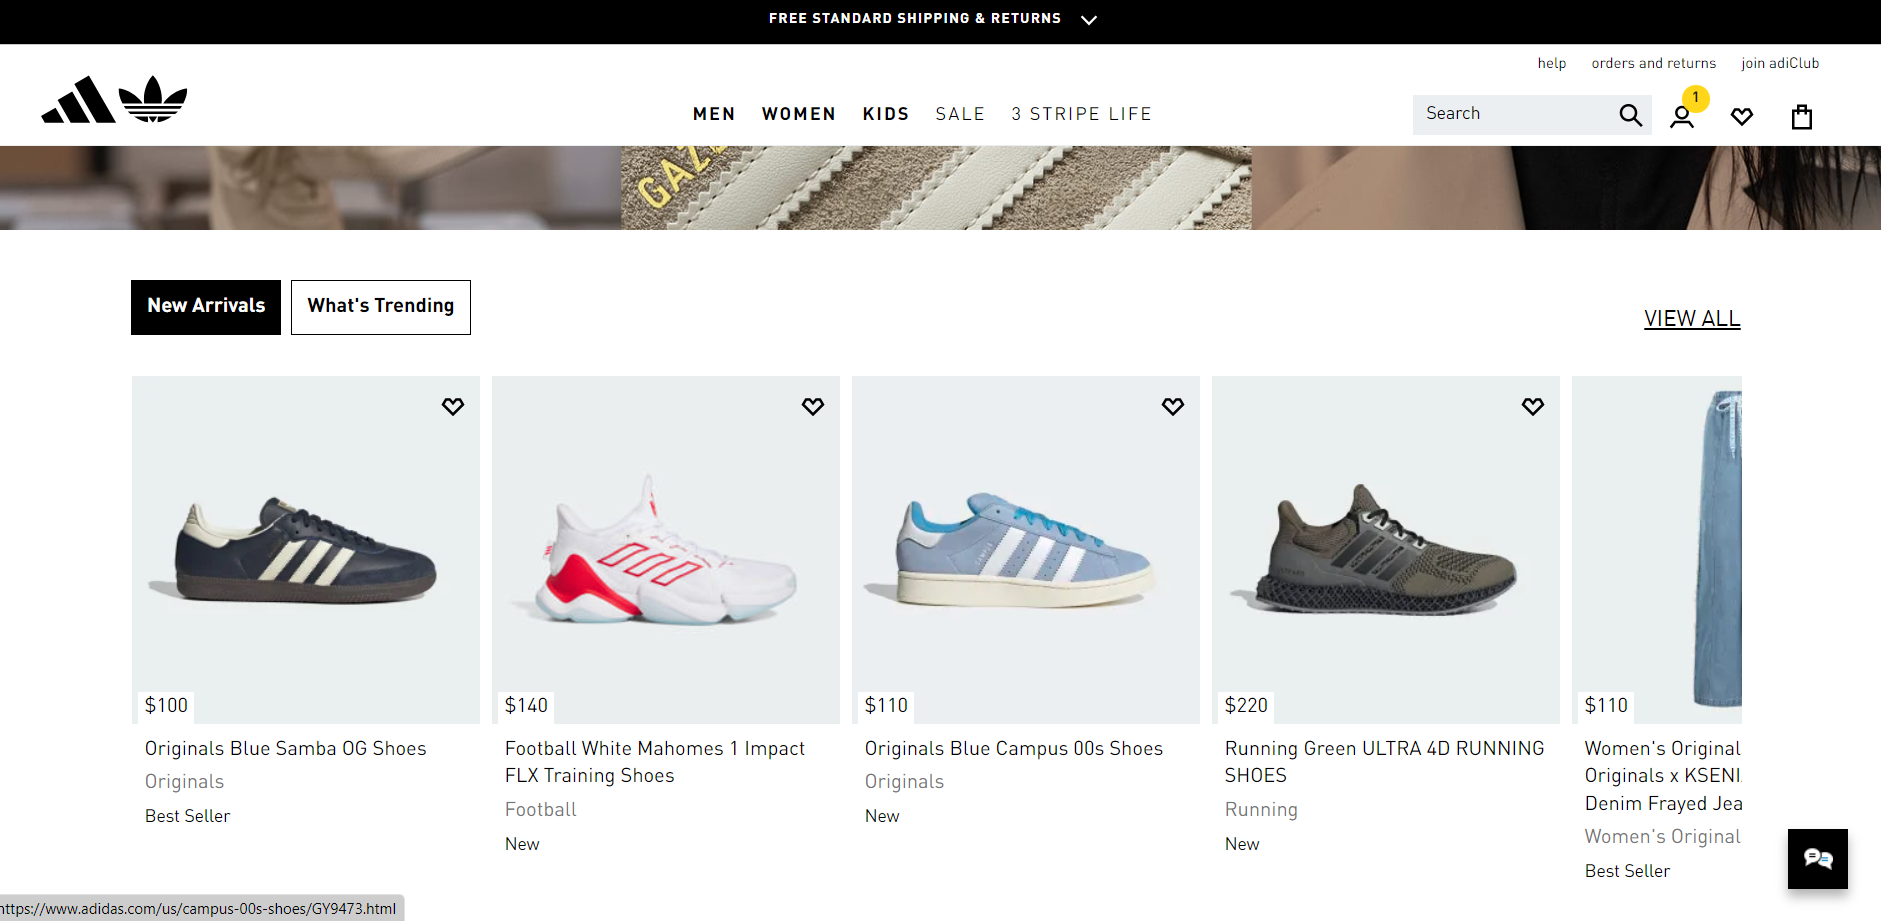 FREE STANDARD SHIPPING & RETURNS
help orders and returns join adiClub
MEN WOMEN KIDS SALE 3 STRIPE LIFE
Search
1
New Arrivals What's Trending
VIEW ALL
$100
Originals Blue Samba OG Shoes
Originals
Best Seller
$140
Football White Mahomes 1 Impact
FLX Training Shoes
Football
New
$110
Originals Blue Campus 00s Shoes
Originals
New
$220
Running Green ULTRA 4D RUNNING
SHOES
Running
New
$110
Women's Original
Originals x KSENI
Denim Frayed Jea
Women's Original
Best Seller
https://www.adidas.com/us/campus-00s-shoes/GY9473.html